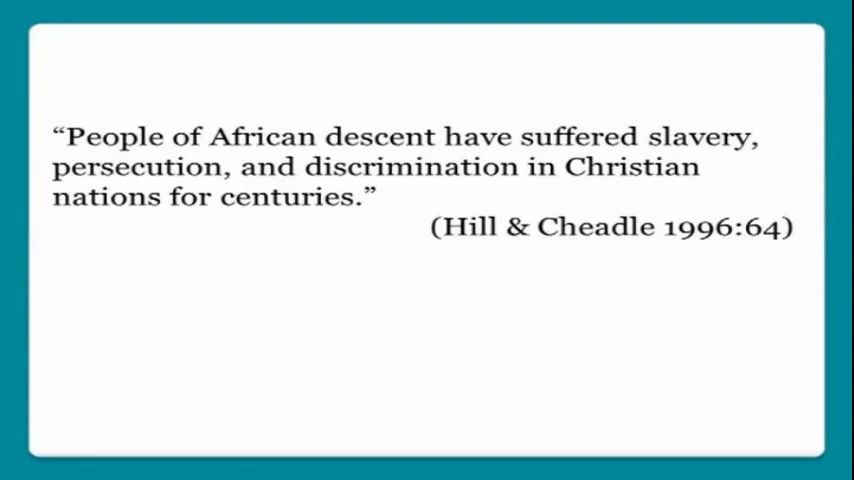 “People of African descent have suffered slavery,
persecution, and discrimination in Christian
nations for centuries.”
(Hill & Cheadle 1996:64)